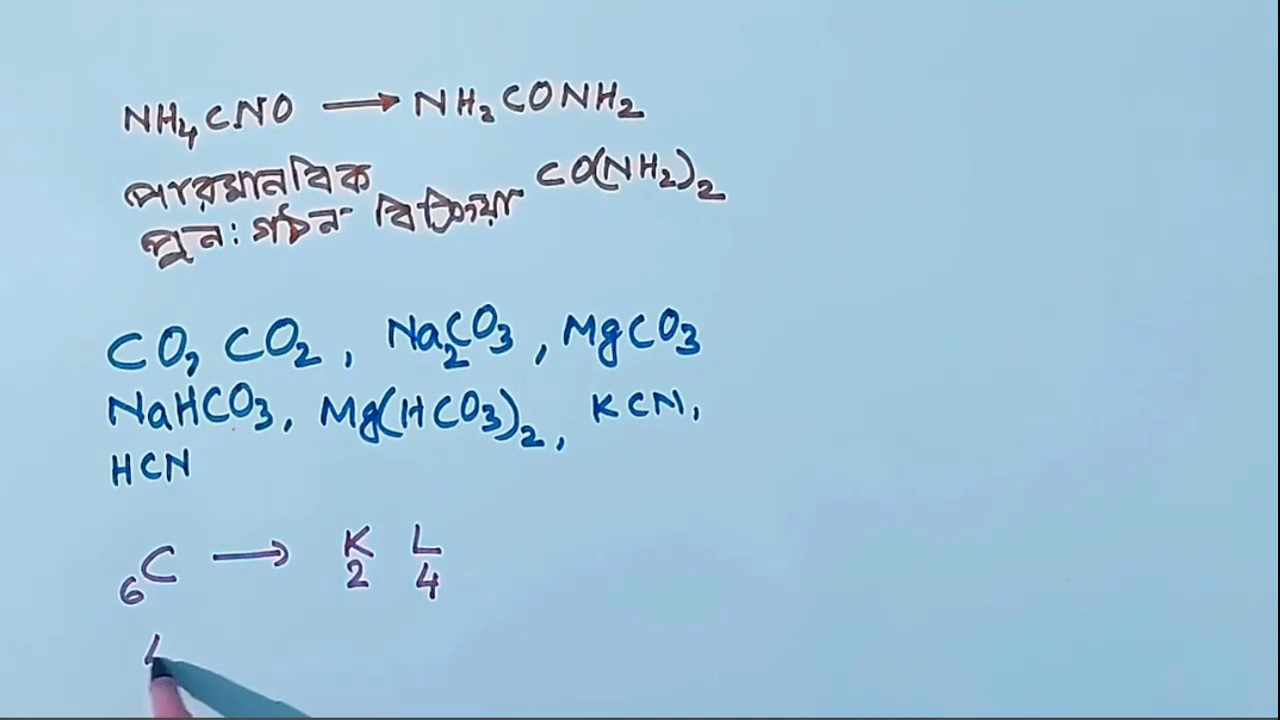 NH₄CNO → NH₂CONH₂
পারমানবিক CO(NH₂)₂
পুন:গঠন বিক্রিয়া
CO, CO₂, Na₂CO₃, MgCO₃
NaHCO₃, Mg(HCO₃)₂, KCN,
HCN
₆C → K L
2 4